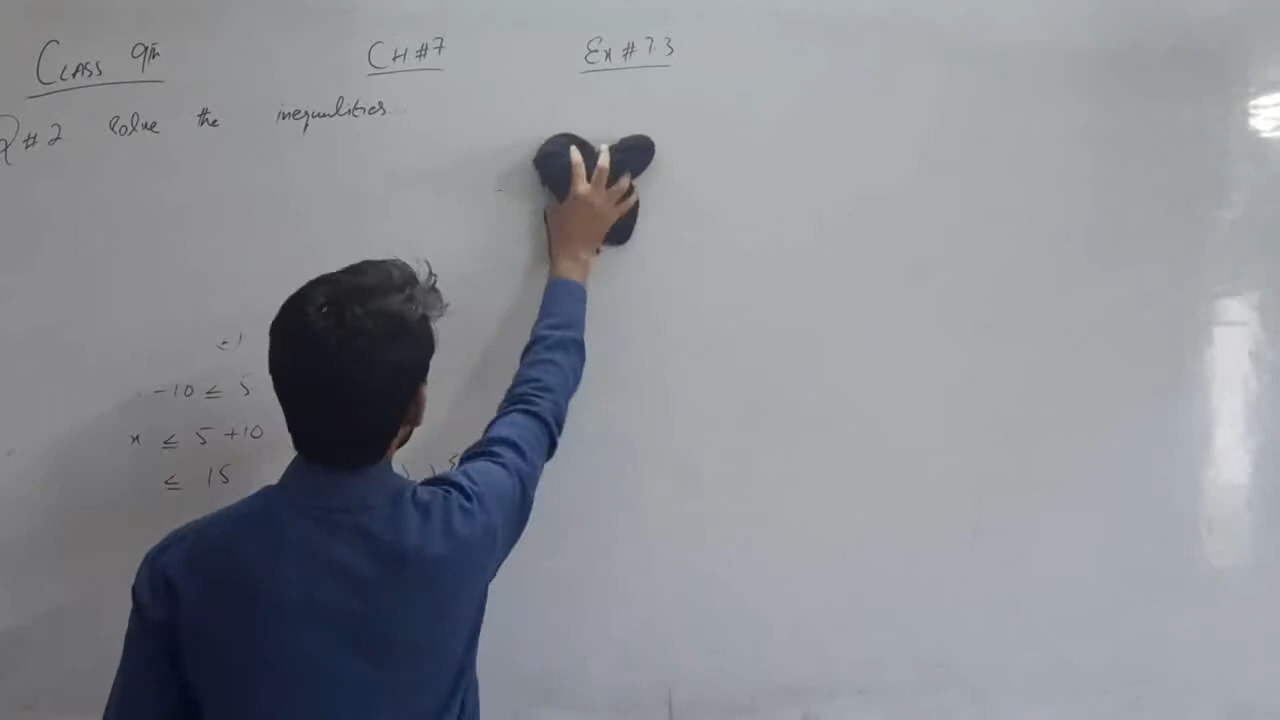 CLASS 9th CH#7 Ex#7.3
Q#2 Solve the inequalities
-10 ≤ 5
x ≤ 5+10
≤ 15